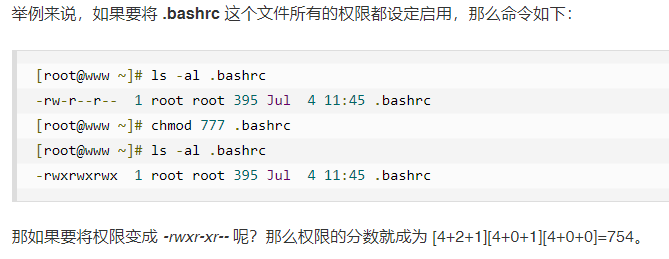 举例来说，如果要将 .bashrc 这个文件所有的权限都设定启用，那么命令如下：
[root@www ~]# ls -al .bashrc
-rw-r--r--  1 root root 395 Jul  4 11:45 .bashrc
[root@www ~]# chmod 777 .bashrc
[root@www ~]# ls -al .bashrc
-rwxrwxrwx  1 root root 395 Jul  4 11:45 .bashrc
那如果要将权限变成 -rwxr-xr-- 呢？那么权限的分数就成为 [4+2+1][4+0+1][4+0+0]=754。